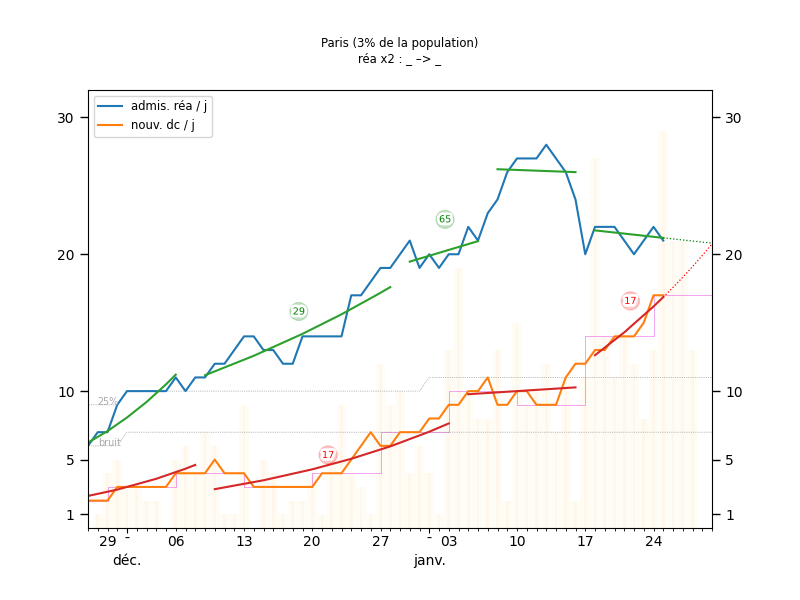 Paris (3% de la population)
réa x2 : _ –> _
admis. réa / j
nouv. dc / j
30
30
65
20
20
29
17
10
10
25%
bruit
17
5
5
1
1
29 - 06 13 20 27 - 03 10 17 24
déc. janv.